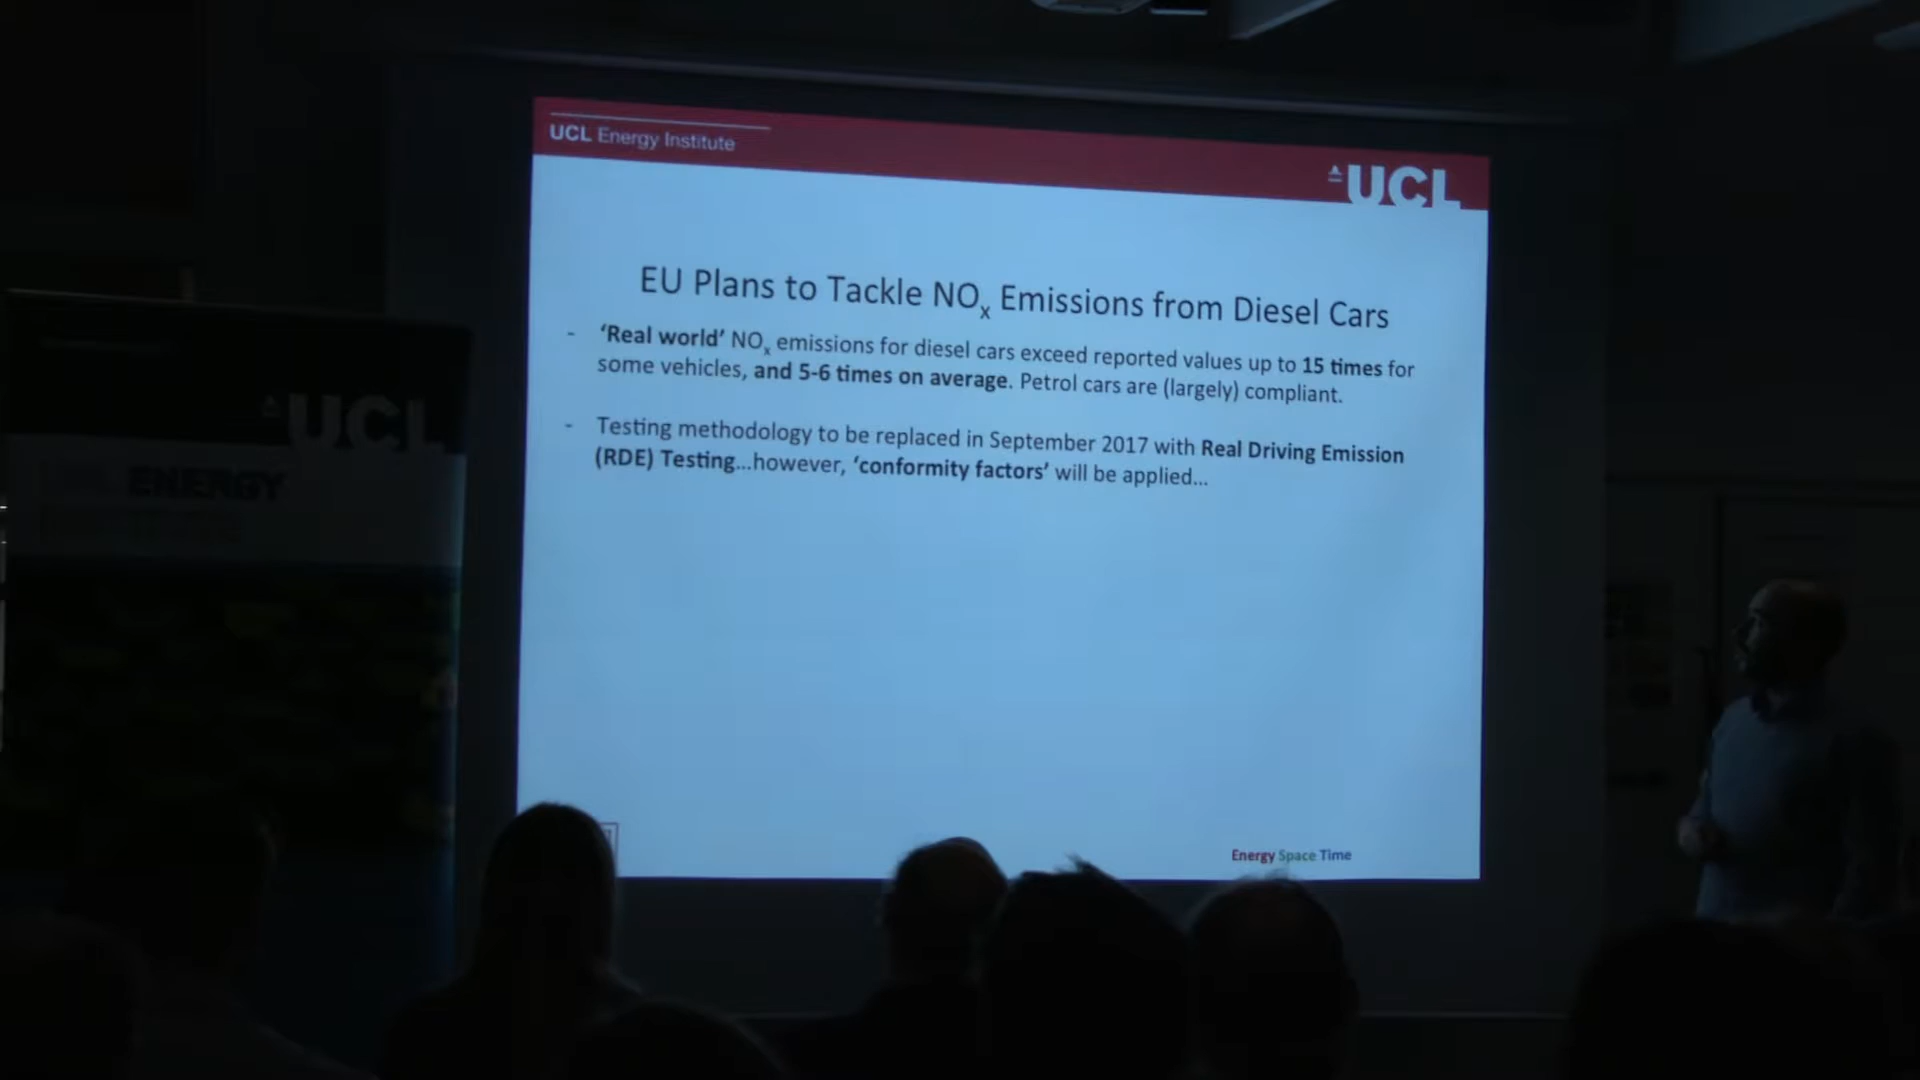 UCL Energy Institute
UCL
EU Plans to Tackle NOx Emissions from Diesel Cars
- ‘Real world’ NOx emissions for diesel cars exceed reported values up to 15 times for
some vehicles, and 5-6 times on average. Petrol cars are (largely) compliant.
- Testing methodology to be replaced in September 2017 with Real Driving Emission
(RDE) Testing...however, ‘conformity factors’ will be applied...
Energy Space Time
UCL
ENERGY